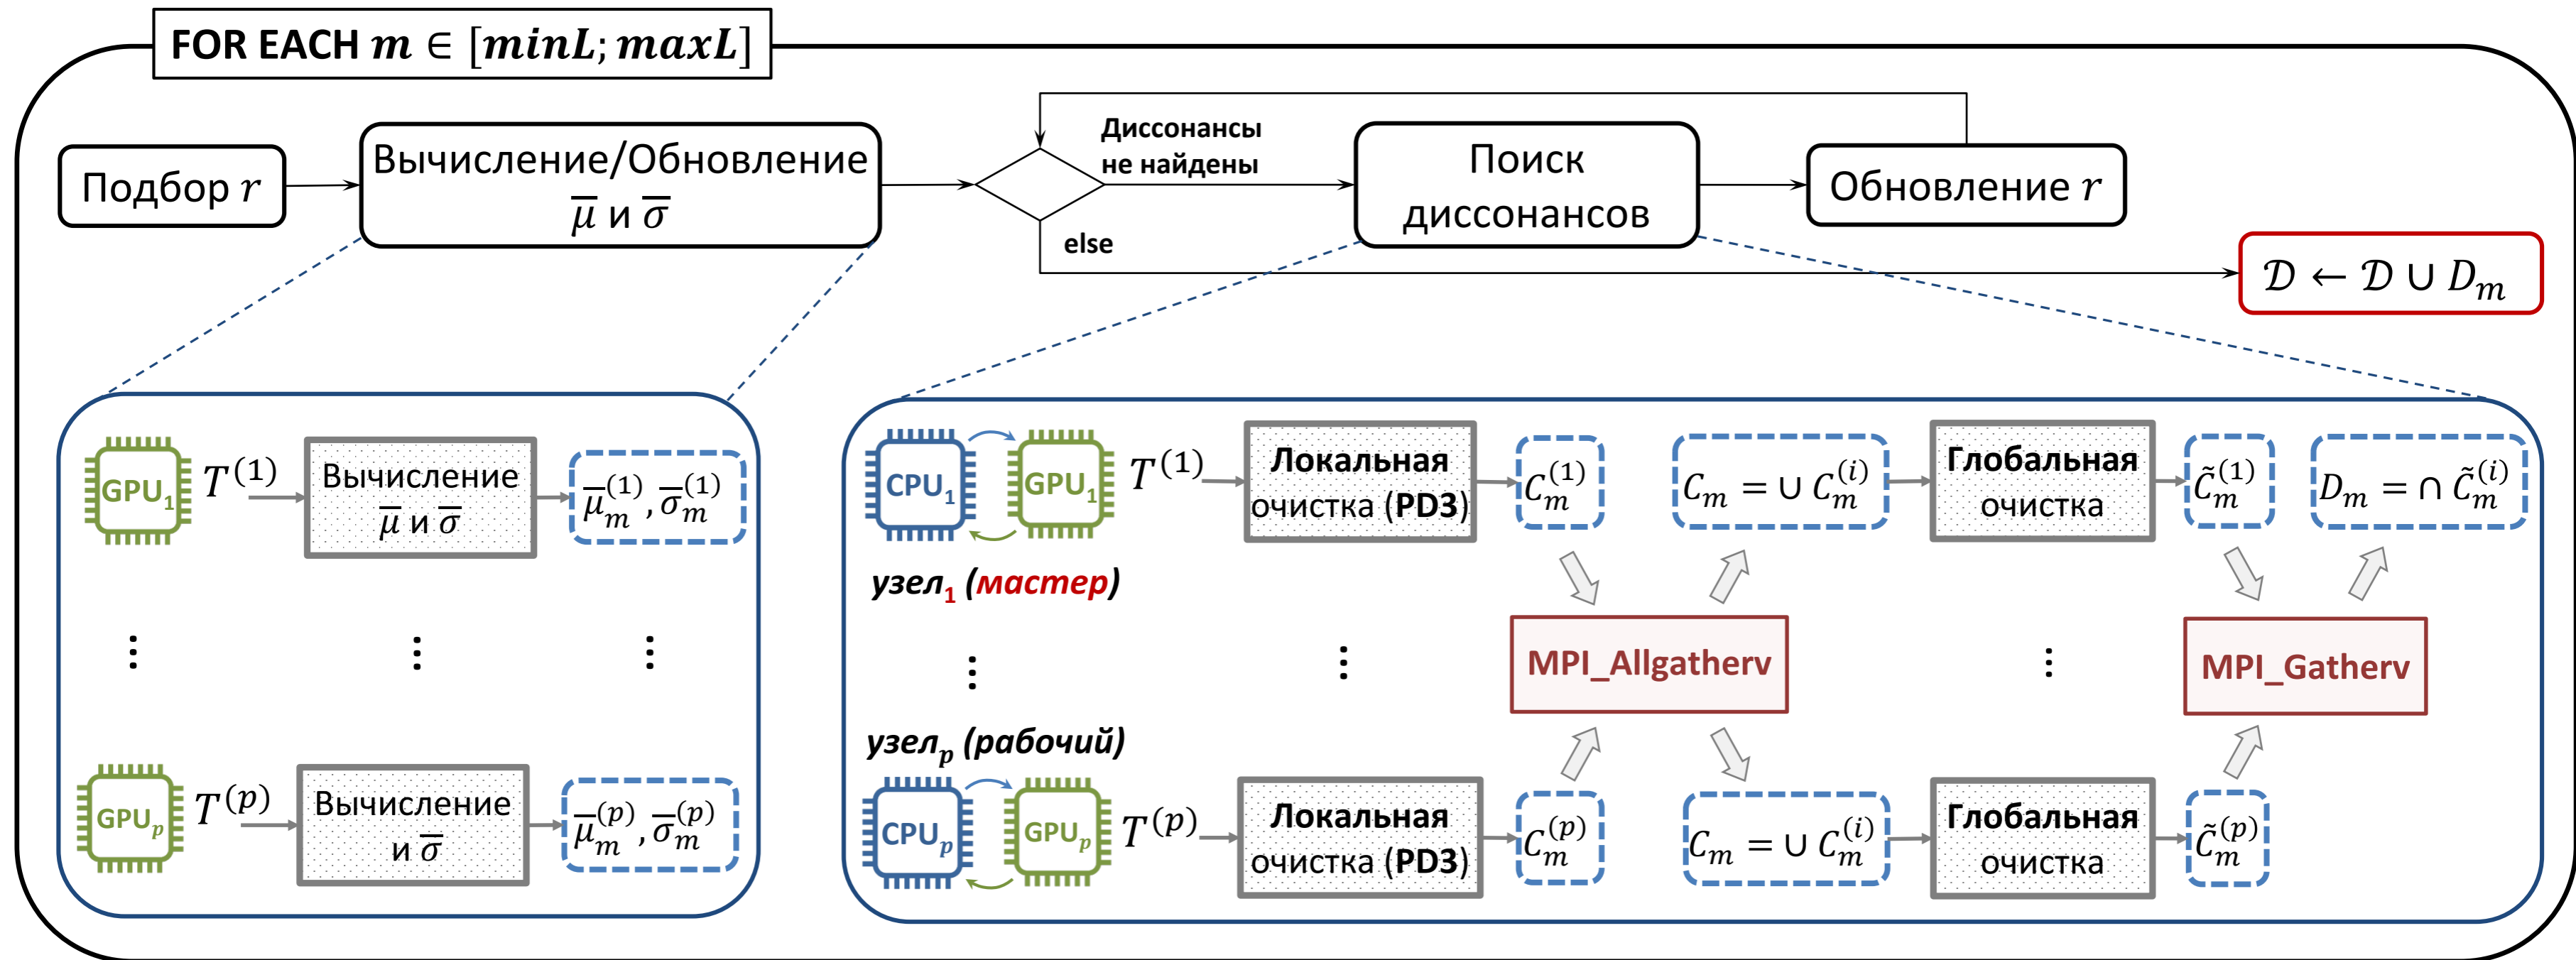 FOR EACH m ∈ [minL; maxL]
Подбор r
Вычисление/Обновление
μ̅ и σ̅
Диссонансы
не найдены
else
Поиск
диссонансов
Обновление r
𝒟 ← 𝒟 ∪ D_m
GPU_1
T^(1)
Вычисление
μ̅ и σ̅
μ̅_m^(1), σ̅_m^(1)
⋮ ⋮ ⋮
GPU_p
T^(p)
Вычисление
и σ̅
μ̅_m^(p), σ̅_m^(p)
CPU_1
GPU_1
T^(1)
узел_1 (мастер)
Локальная
очистка (PD3)
C_m^(1)
C_m = ∪ C_m^(i)
Глобальная
очистка
C̃_m^(1)
D_m = ∩ C̃_m^(i)
⋮ ⋮
MPI_Allgatherv
⋮
MPI_Gatherv
узел_p (рабочий)
CPU_p
GPU_p
T^(p)
Локальная
очистка (PD3)
C_m^(p)
C_m = ∪ C_m^(i)
Глобальная
очистка
C̃_m^(p)